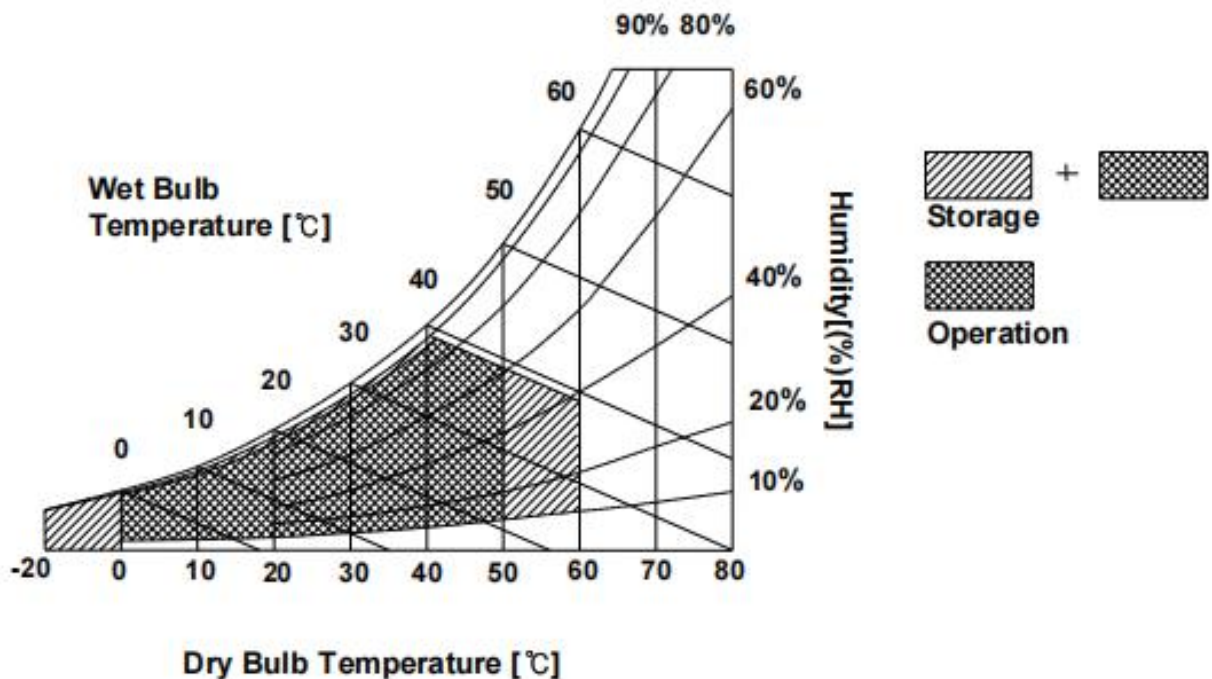 90% 80%
60
60%
Wet Bulb
Temperature [℃]
50
+
Storage
40
40%
Humidity[(%)RH]
Operation
30
20
20%
10
0
10%
-20 0 10 20 30 40 50 60 70 80
Dry Bulb Temperature [℃]